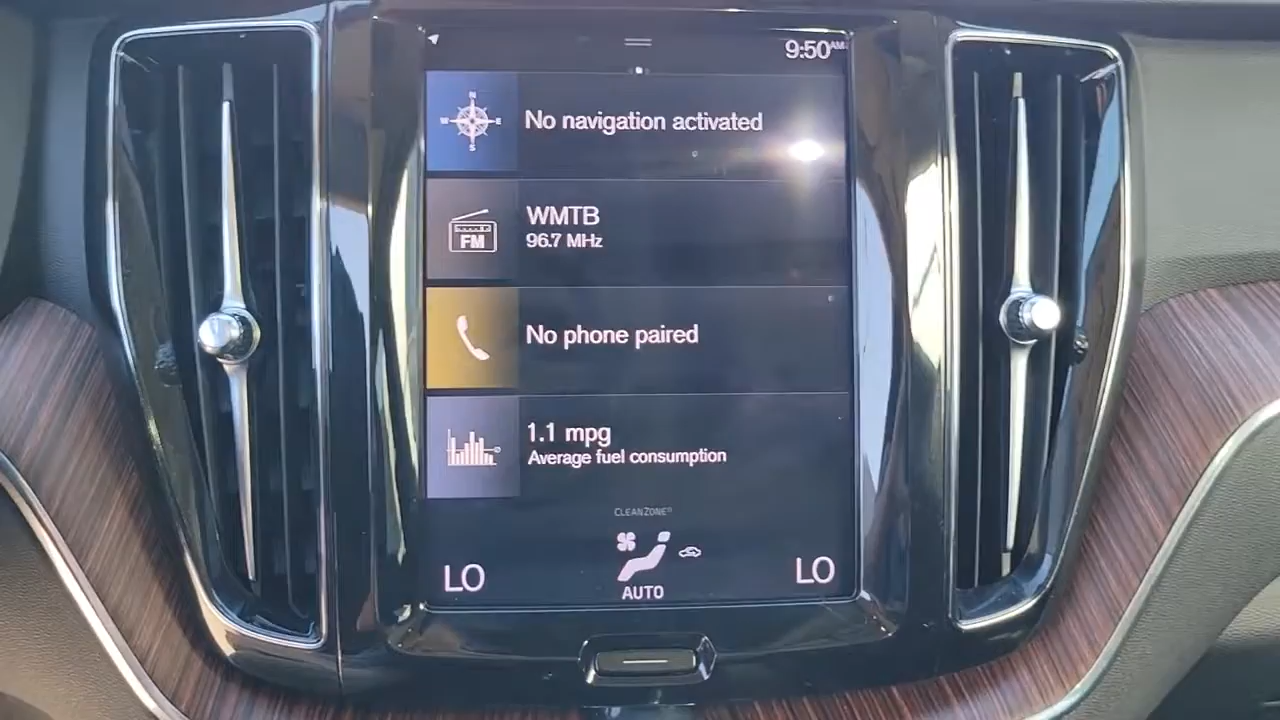 9:50AM
N
W E
S
No navigation activated
WMTB
96.7 MHz
FM
No phone paired
1.1 mpg
Average fuel consumption
CLEANZONE
LO
LO
AUTO